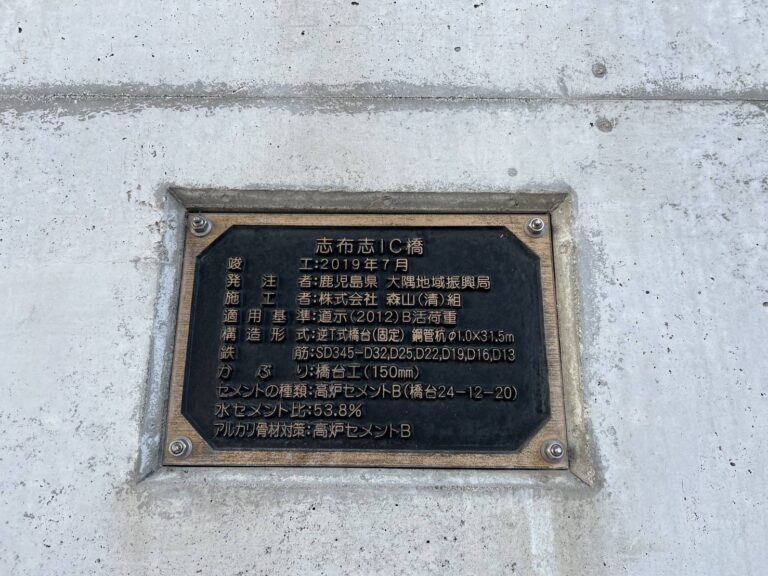 志布志IC橋
竣工:2019年7月
発注者:鹿児島県 大隅地域振興局
施工者:株式会社 森山(清)組
適用基準:道示(2012)B活荷重
構造形式:逆T式橋台(固定) 鋼管杭φ1.0×31.5m
鉄筋:SD345-D32,D25,D22,D19,D16,D13
かぶり:橋台工(150mm)
セメントの種類:高炉セメントB(橋台24-12-20)
水セメント比:53.8%
アルカリ骨材対策:高炉セメントB